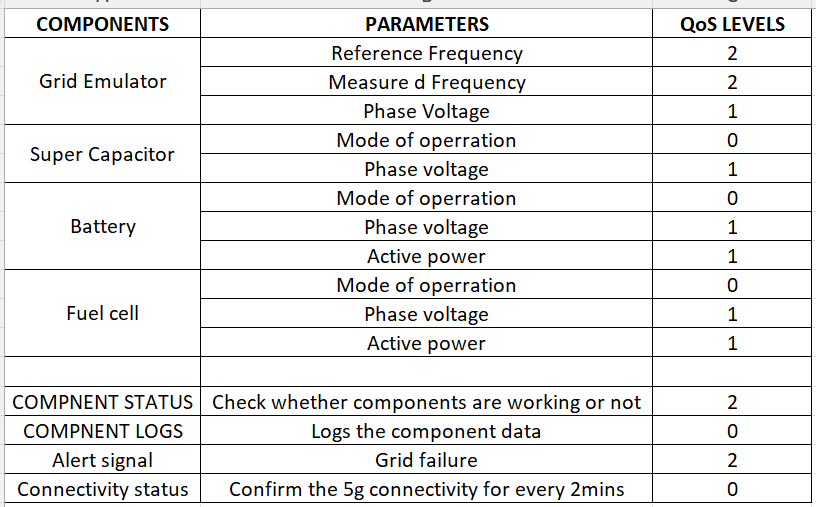 COMPONENTS PARAMETERS QoS LEVELS
Grid Emulator Reference Frequency 2
Measure d Frequency 2
Phase Voltage 1
Super Capacitor Mode of operration 0
Phase voltage 1
Battery Mode of operration 0
Phase voltage 1
Active power 1
Fuel cell Mode of operration 0
Phase voltage 1
Active power 1
COMPNENT STATUS Check whether components are working or not 2
COMPNENT LOGS Logs the component data 0
Alert signal Grid failure 2
Connectivity status Confirm the 5g connectivity for every 2mins 0